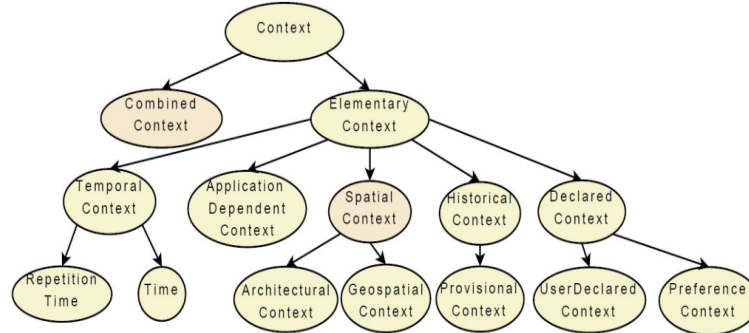 Context
Combined
Context
Elementary
Context
Temporal
Context
Application
Dependent
Context
Spatial
Context
Historical
Context
Declared
Context
Repetition
Time
Time
Architectural
Context
Geospatial
Context
Provisional
Context
UserDeclared
Context
Preference
Context